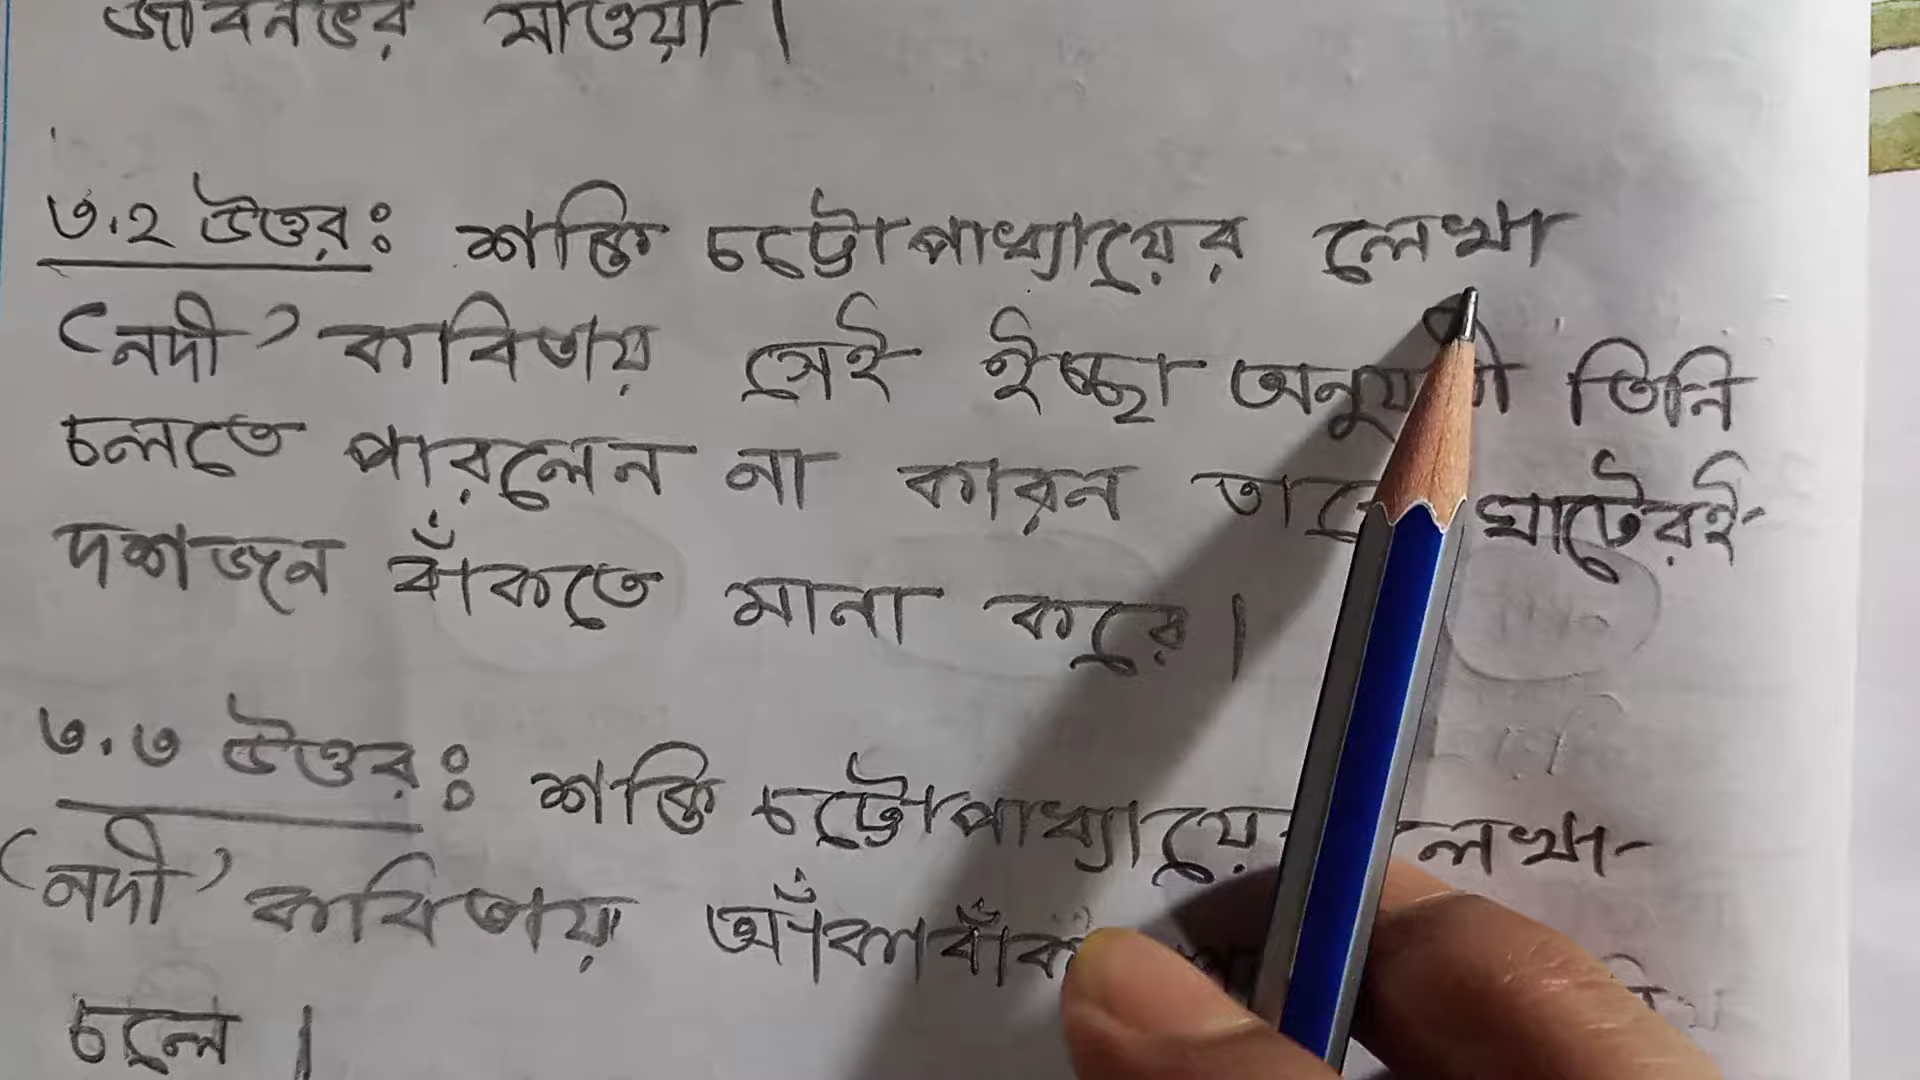 জীবনভর সাওয়া।
৩.২ উত্তর: শক্তি চট্টোপাধ্যায়ের লেখা
'নদী' কবিতায় সেই ইচ্ছা তিনি
চলতে পারলেন না কারন ঘাটেরই
দশজন বাঁকতে মানা করে।
৩.৩ উত্তর: শক্তি চট্টোপাধ্যায়ের লেখা
'নদী' কবিতায়
চলে।